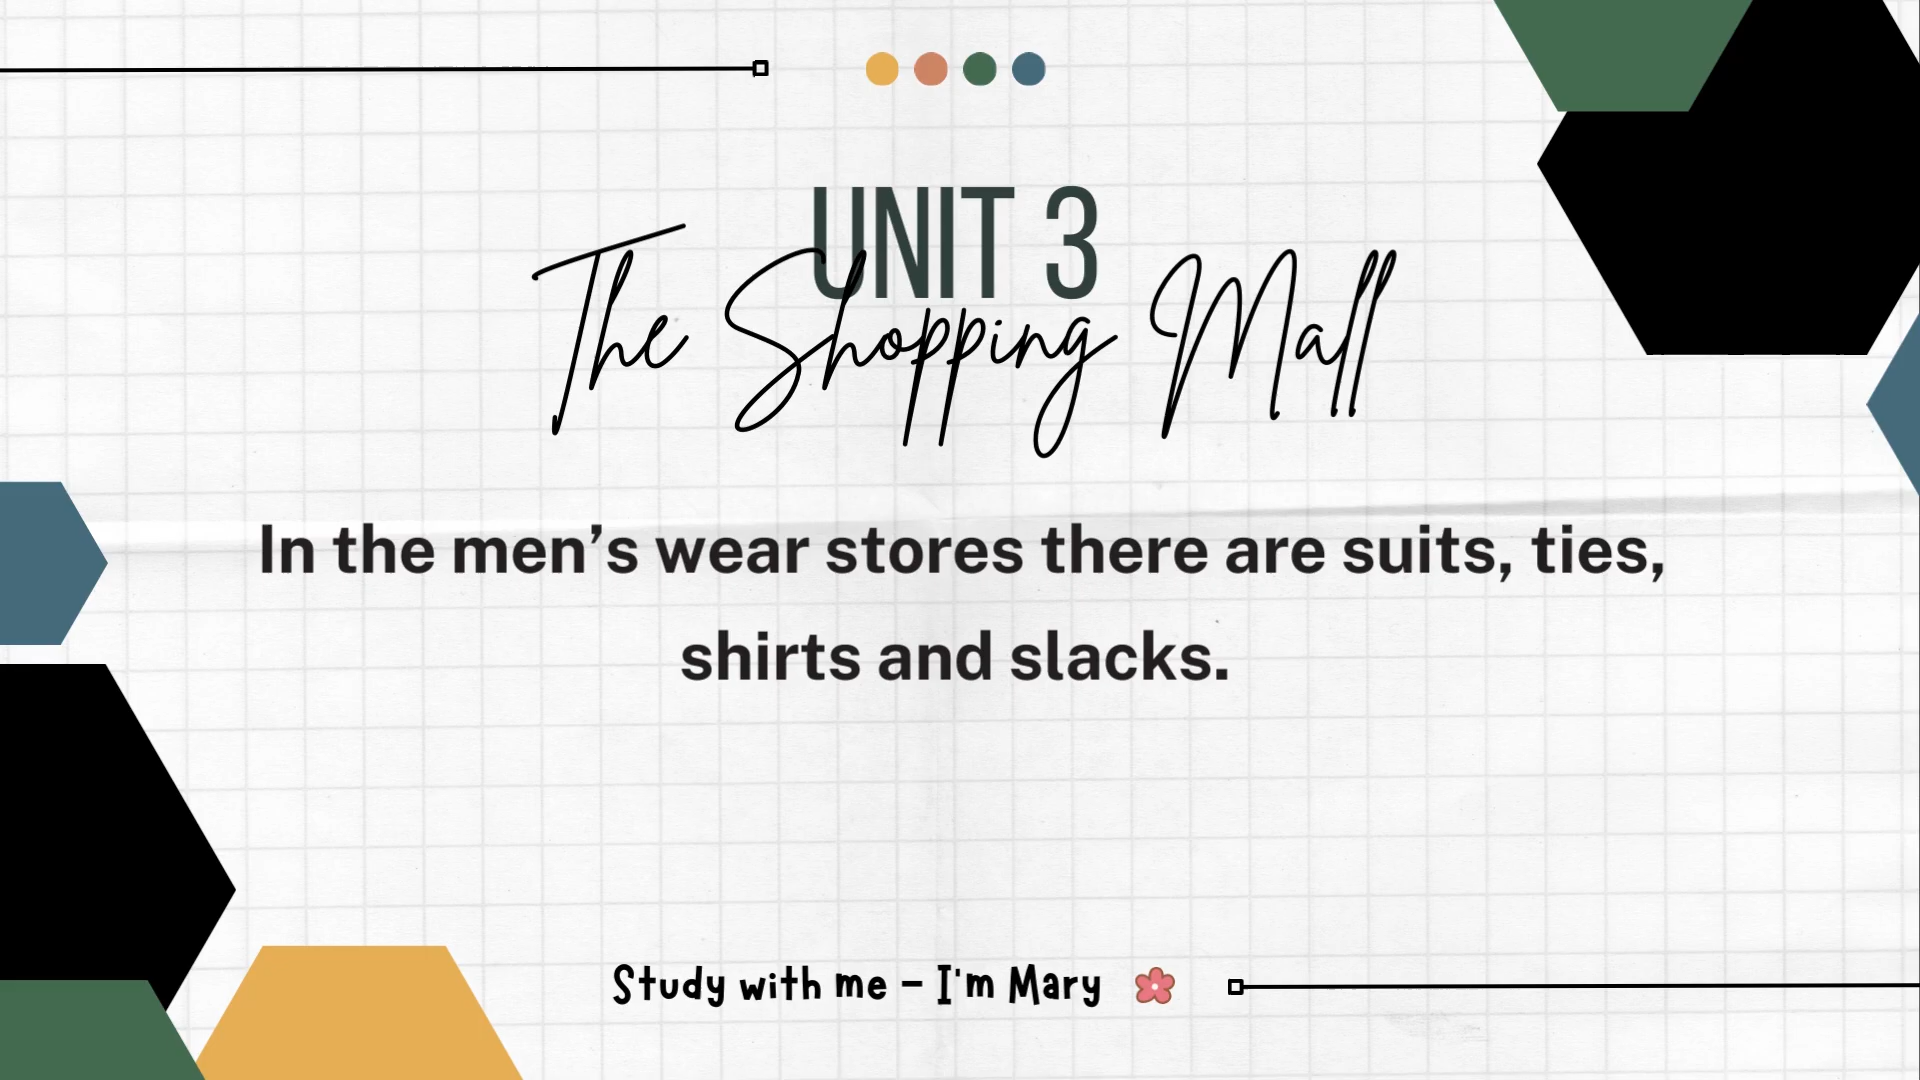 UNIT 3
The Shopping Mall
In the men’s wear stores there are suits, ties,
shirts and slacks.
Study with me – I'm Mary